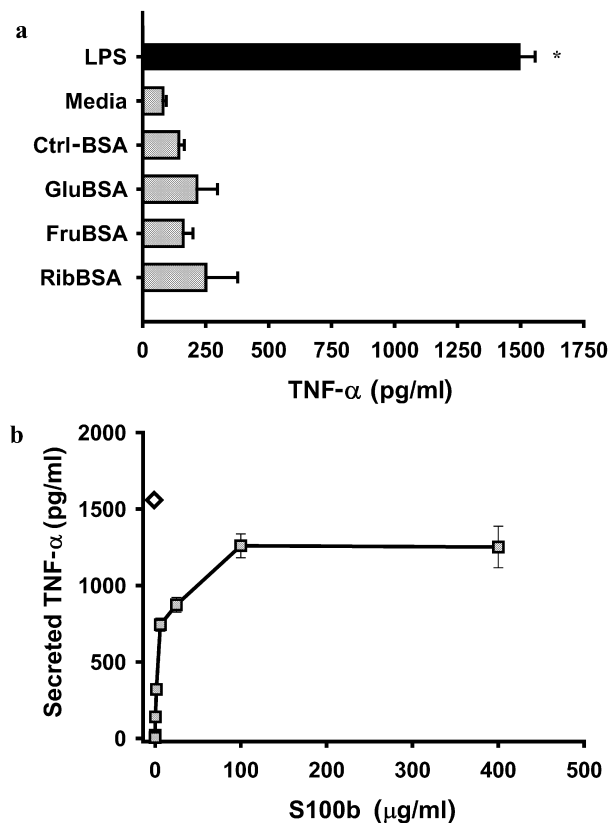 a
LPS
*
Media
Ctrl-BSA
GluBSA
FruBSA
RibBSA
0 250 500 750 1000 1250 1500 1750
TNF-α (pg/ml)
b
Secreted TNF-α (pg/ml)
2000
1500
1000
500
0
0 100 200 300 400 500
S100b (μg/ml)